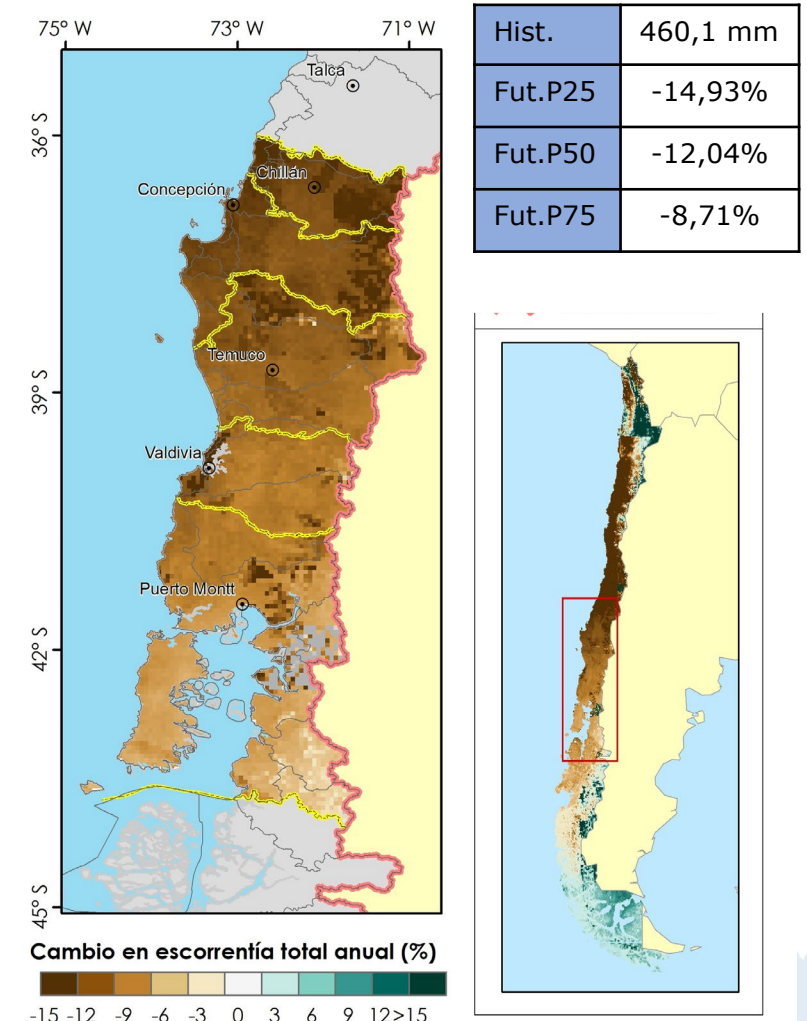 75° W 73° W 71° W
Hist. 460,1 mm
Fut.P25 -14,93%
Fut.P50 -12,04%
Fut.P75 -8,71%
36° S
39° S
42° S
45° S
Talca
Chillán
Concepción
Temuco
Valdivia
Puerto Montt
Cambio en escorrentía total anual (%)
-15 -12 -9 -6 -3 0 3 6 9 12>15